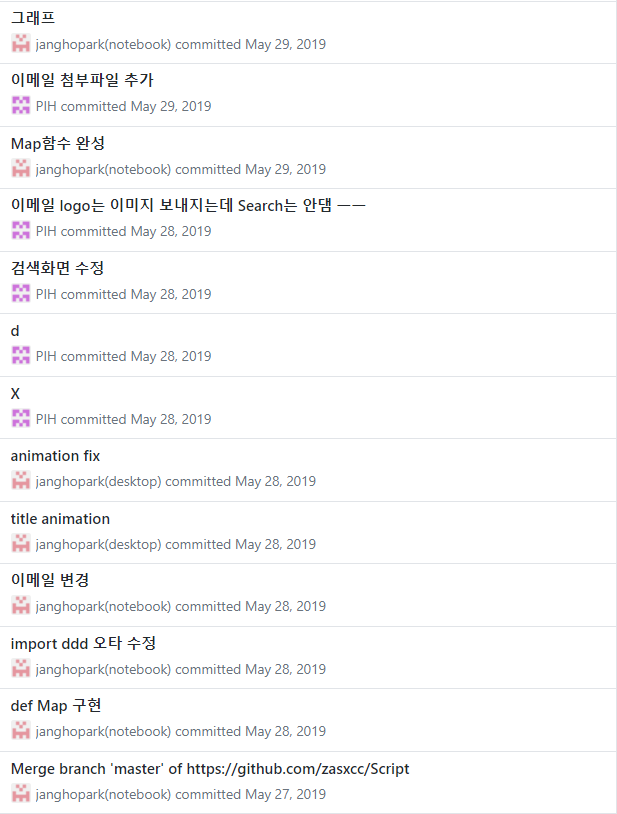 그래프
janghopark(notebook) committed May 29, 2019
이메일 첨부파일 추가
PIH committed May 29, 2019
Map함수 완성
janghopark(notebook) committed May 29, 2019
이메일 logo는 이미지 보내지는데 Search는 안댐 ㅡㅡ
PIH committed May 28, 2019
검색화면 수정
PIH committed May 28, 2019
d
PIH committed May 28, 2019
X
PIH committed May 28, 2019
animation fix
janghopark(desktop) committed May 28, 2019
title animation
janghopark(desktop) committed May 28, 2019
이메일 변경
janghopark(notebook) committed May 28, 2019
import ddd 오타 수정
janghopark(notebook) committed May 28, 2019
def Map 구현
janghopark(notebook) committed May 28, 2019
Merge branch 'master' of https://github.com/zasxcc/Script
janghopark(notebook) committed May 27, 2019